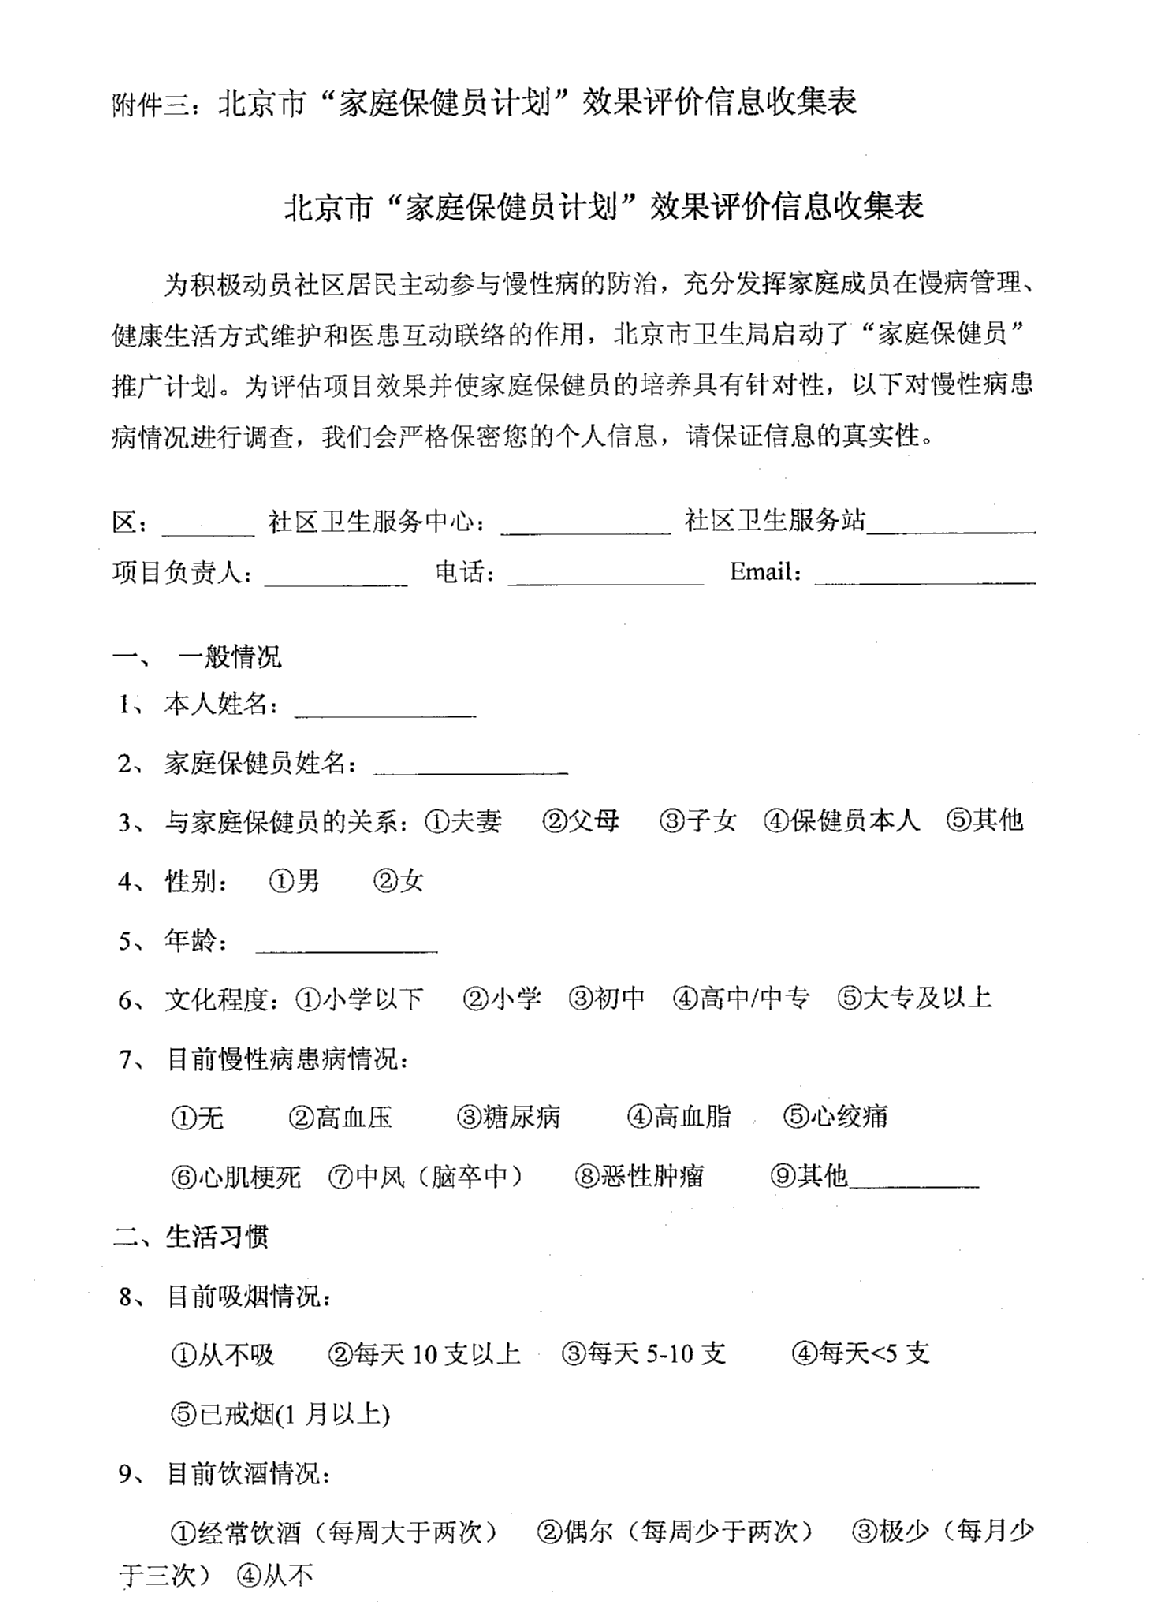 附件三：北京市“家庭保健员计划”效果评价信息收集表
北京市“家庭保健员计划”效果评价信息收集表
为积极动员社区居民主动参与慢性病的防治，充分发挥家庭成员在慢病管理、
健康生活方式维护和医患互动联络的作用，北京市卫生局启动了“家庭保健员”
推广计划。为评估项目效果并使家庭保健员的培养具有针对性，以下对慢性病患
病情况进行调查，我们会严格保密您的个人信息，请保证信息的真实性。
区：_______ 社区卫生服务中心：_____________ 社区卫生服务站_____________
项目负责人：___________ 电话：_______________ Email：_________________
一、 一般情况
1、 本人姓名：______________
2、 家庭保健员姓名：_______________
3、 与家庭保健员的关系：①夫妻 ②父母 ③子女 ④保健员本人 ⑤其他
4、 性别： ①男 ②女
5、 年龄： ______________
6、 文化程度：①小学以下 ②小学 ③初中 ④高中/中专 ⑤大专及以上
7、 目前慢性病患病情况：
①无 ②高血压 ③糖尿病 ④高血脂 ⑤心绞痛
⑥心肌梗死 ⑦中风（脑卒中） ⑧恶性肿瘤 ⑨其他__________
二、生活习惯
8、 目前吸烟情况：
①从不吸 ②每天 10 支以上 ③每天 5-10 支 ④每天<5 支
⑤已戒烟(1 月以上)
9、 目前饮酒情况：
①经常饮酒（每周大于两次） ②偶尔（每周少于两次） ③极少（每月少
于三次） ④从不